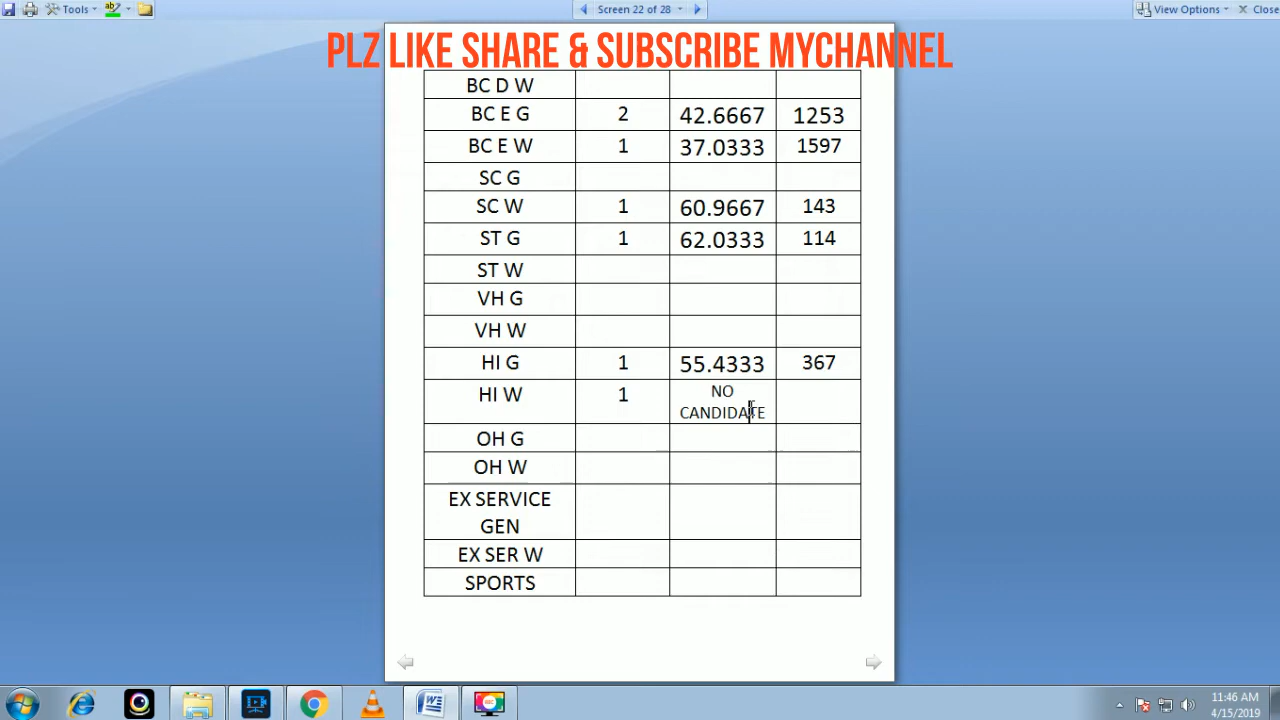 Tools
Screen 22 of 28
View Options
Close
PLZ LIKE SHARE & SUBSCRIBE MYCHANNEL
BC D W
BC E G 2 42.6667 1253
BC E W 1 37.0333 1597
SC G
SC W 1 60.9667 143
ST G 1 62.0333 114
ST W
VH G
VH W
HI G 1 55.4333 367
HI W 1 NO
CANDIDATE
OH G
OH W
EX SERVICE
GEN
EX SER W
SPORTS
11:46 AM
4/15/2019